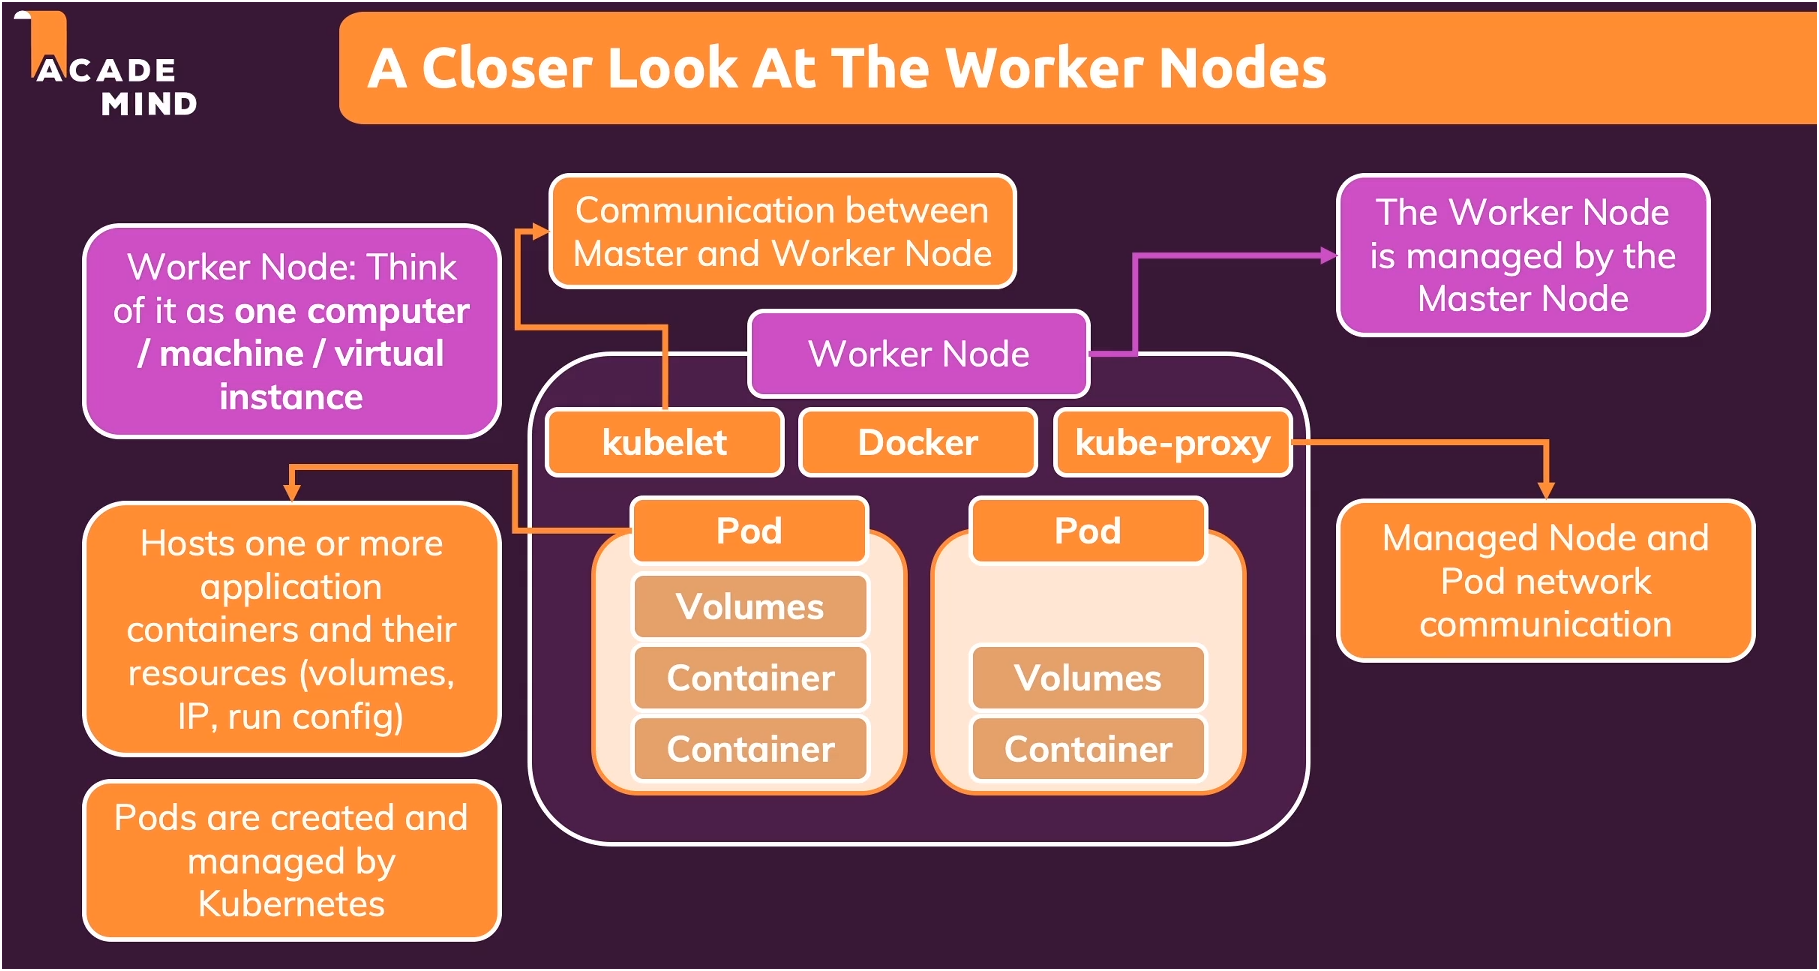 ACADE
MIND
A Closer Look At The Worker Nodes
Communication between
Master and Worker Node
The Worker Node
is managed by the
Master Node
Worker Node: Think
of it as one computer
/ machine / virtual
instance
Worker Node
kubelet
Docker
kube-proxy
Hosts one or more
application
containers and their
resources (volumes,
IP, run config)
Pod
Volumes
Container
Container
Pod
Volumes
Container
Managed Node and
Pod network
communication
Pods are created and
managed by
Kubernetes